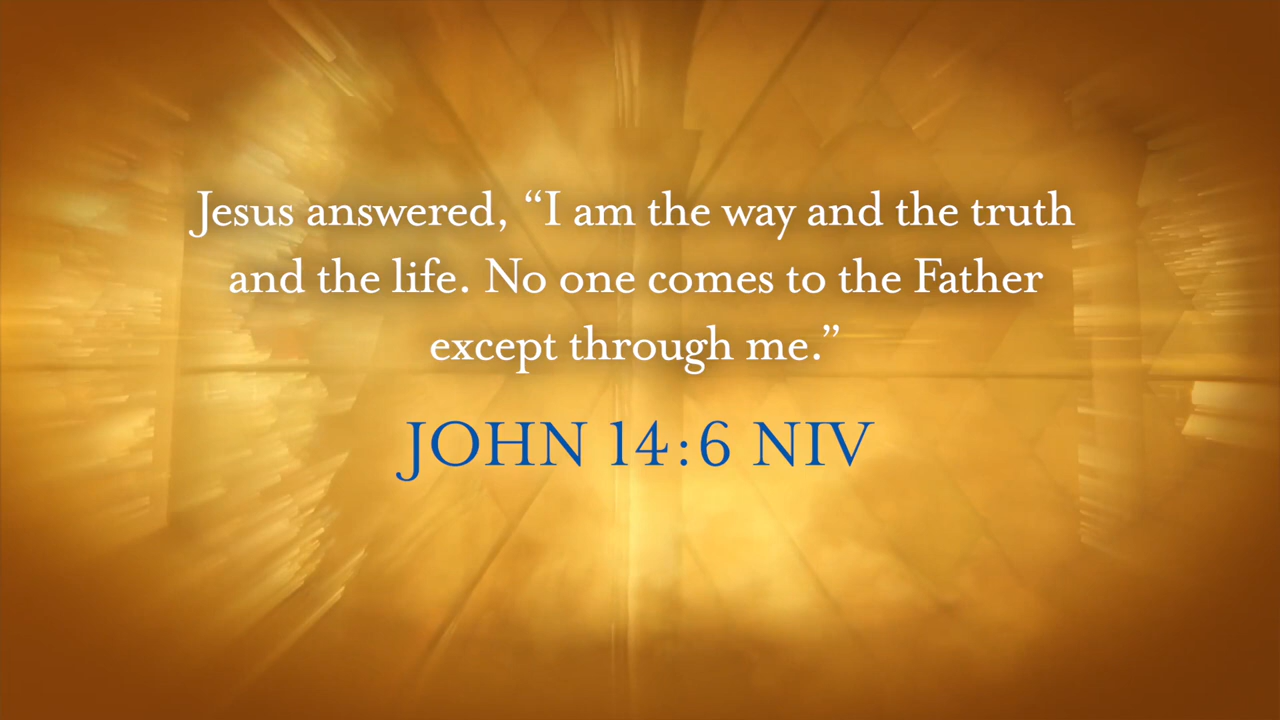 Jesus answered, “I am the way and the truth
and the life. No one comes to the Father
except through me.”
JOHN 14:6 NIV